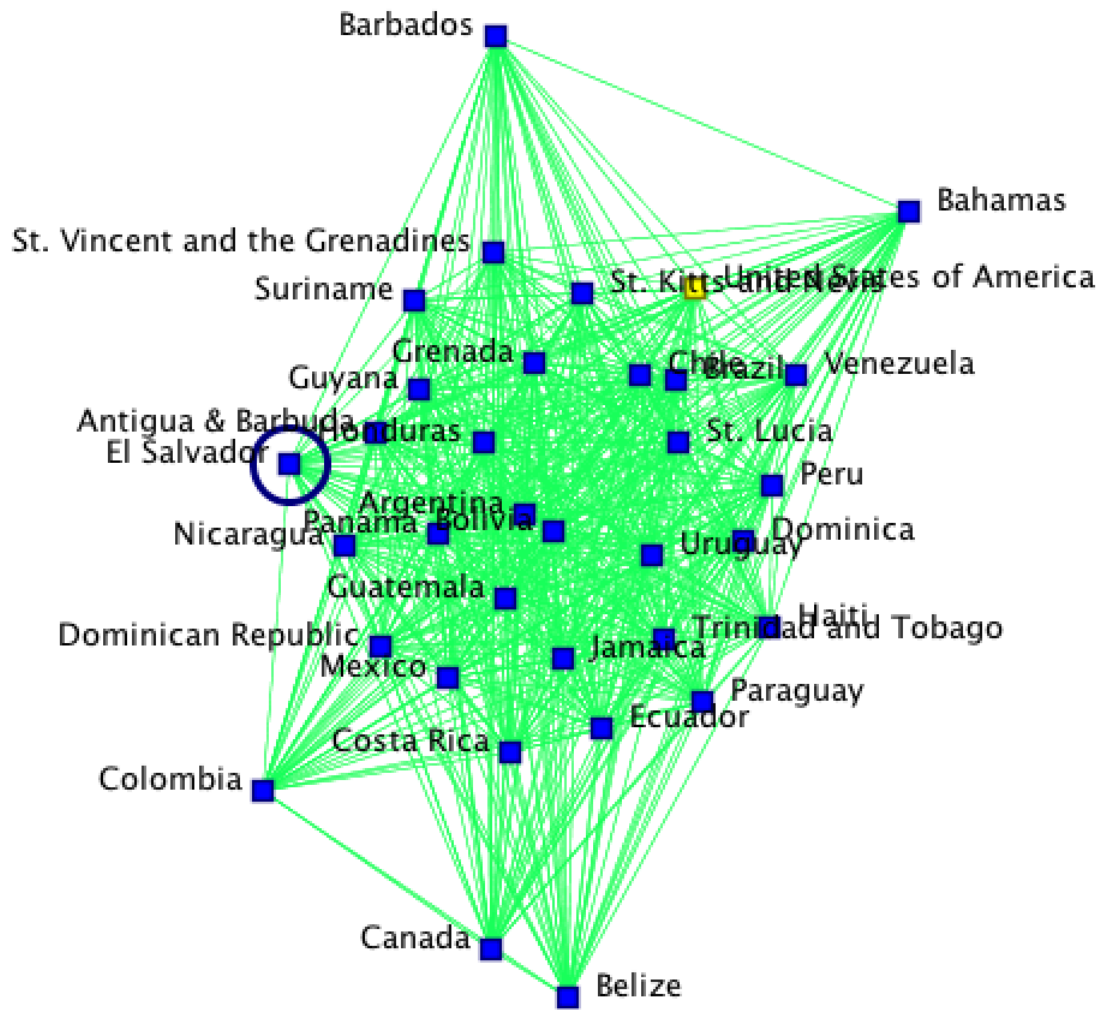 Barbados
Bahamas
St. Vincent and the Grenadines
St. Kitts and Nevis
United States of America
Suriname
Grenada
Chile
Brazil
Venezuela
Guyana
Antigua & Barbuda
Honduras
St. Lucia
El Salvador
Peru
Argentina
Panama
Bolivia
Nicaragua
Uruguay
Dominica
Guatemala
Haiti
Trinidad and Tobago
Dominican Republic
Jamaica
Mexico
Paraguay
Ecuador
Costa Rica
Colombia
Canada
Belize